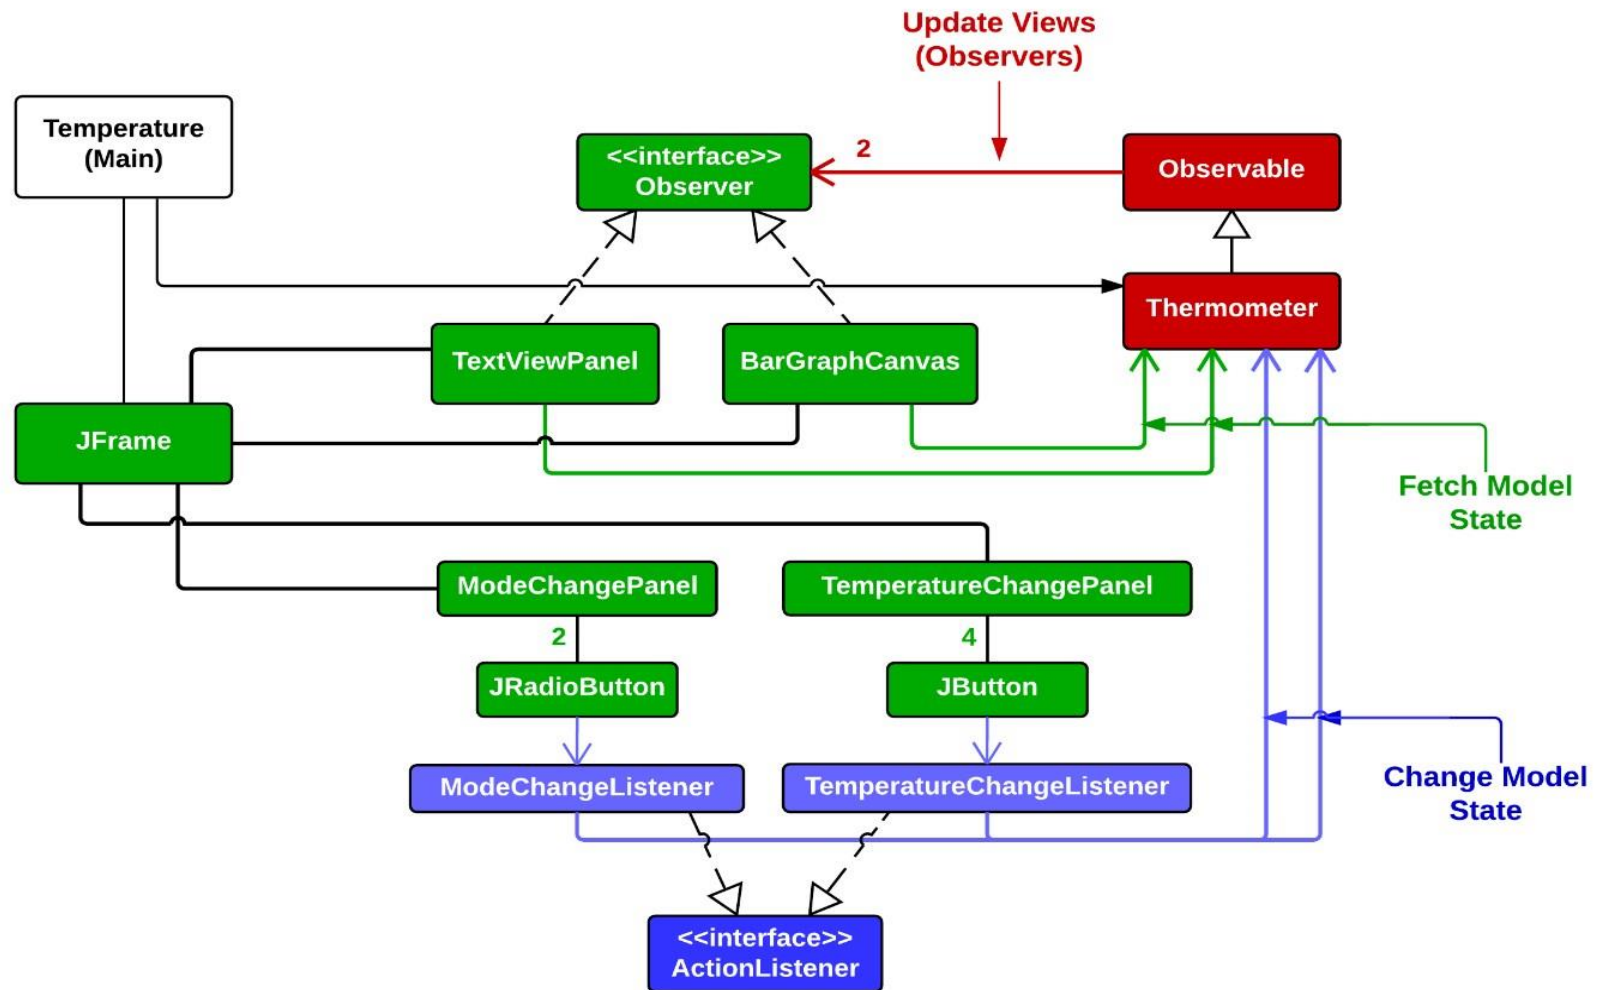 Update Views
(Observers)
Temperature
(Main)
<<interface>>
Observer
2
Observable
Thermometer
TextViewPanel
BarGraphCanvas
JFrame
Fetch Model
State
ModeChangePanel
TemperatureChangePanel
2
4
JRadioButton
JButton
ModeChangeListener
TemperatureChangeListener
Change Model
State
<<interface>>
ActionListener